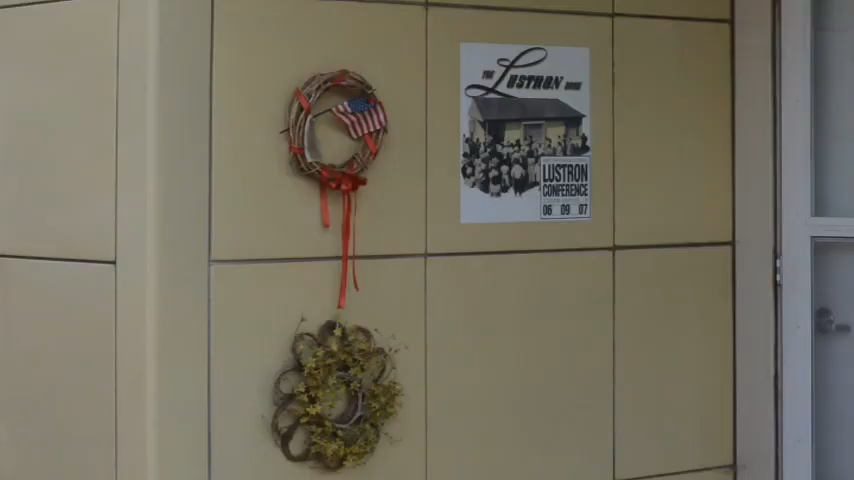 THE LUSTRON HOME
LUSTRON
CONFERENCE
06 09 07